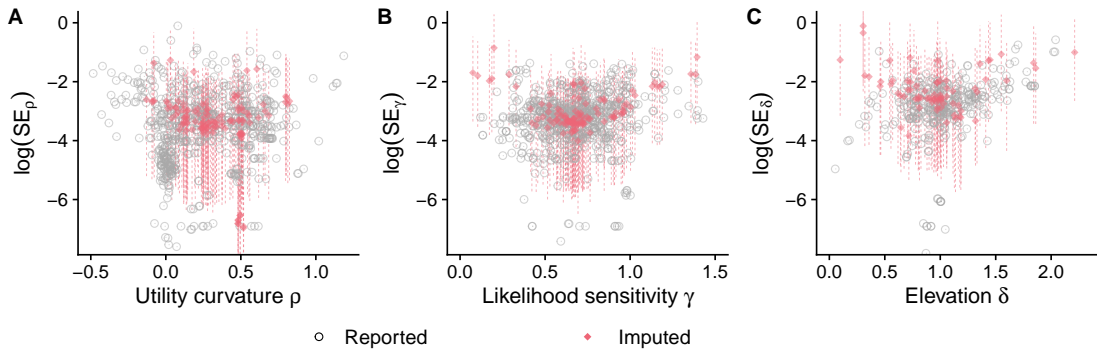 A
B
C
log(SEρ)
0
−2
−4
−6
−0.5 0.0 0.5 1.0
Utility curvature ρ
log(SEγ)
0
−2
−4
−6
0.0 0.5 1.0 1.5
Likelihood sensitivity γ
log(SEδ)
0
−2
−4
−6
0.0 0.5 1.0 1.5 2.0
Elevation δ
Reported Imputed